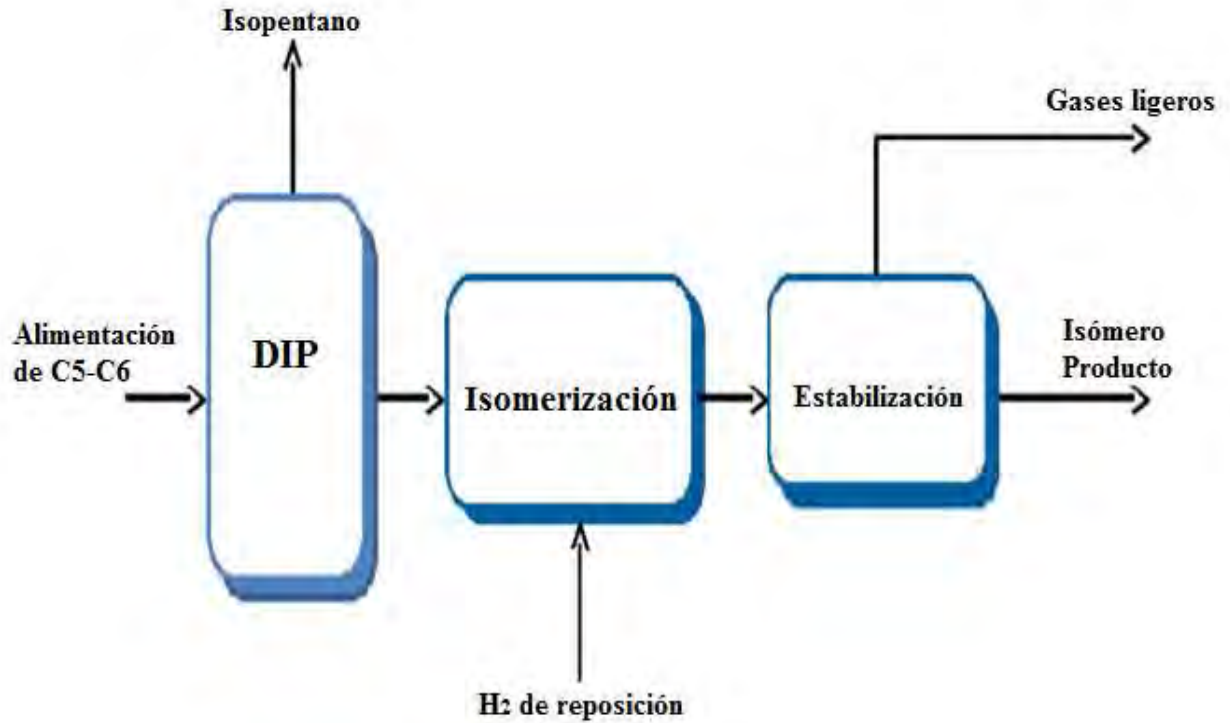 Isopentano
Gases ligeros
Alimentación
de C5-C6
DIP
Isomerización
Estabilización
Isómero
Producto
H2 de reposición